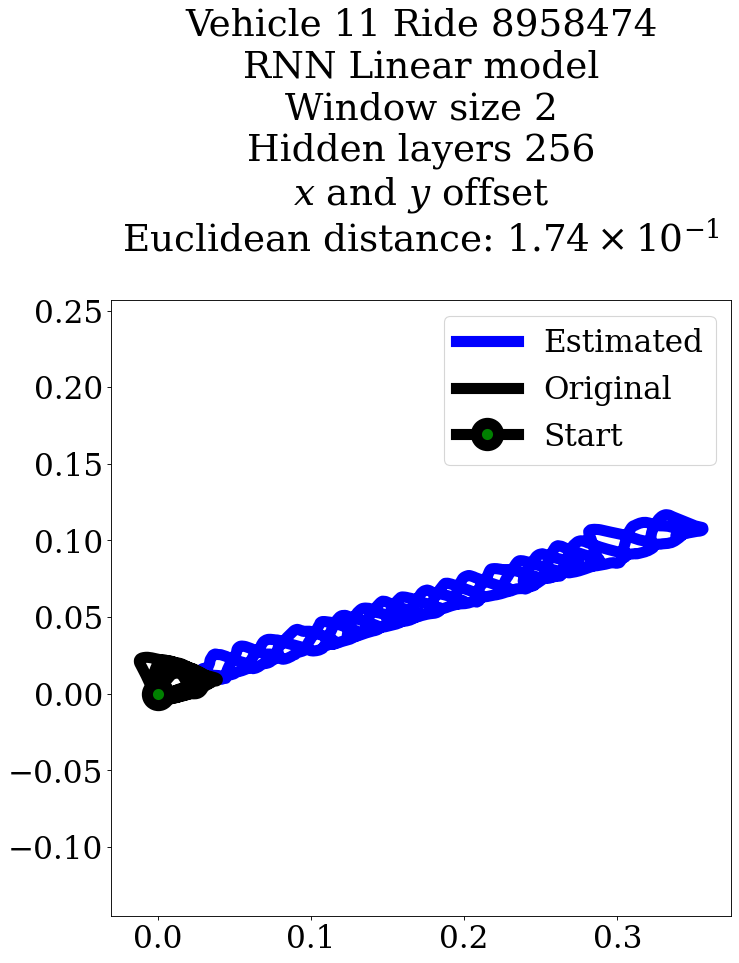 Vehicle 11 Ride 8958474
RNN Linear model
Window size 2
Hidden layers 256
x and y offset
Euclidean distance: 1.74 × 10⁻¹
Estimated
Original
Start
0.25
0.20
0.15
0.10
0.05
0.00
−0.05
−0.10
0.0 0.1 0.2 0.3